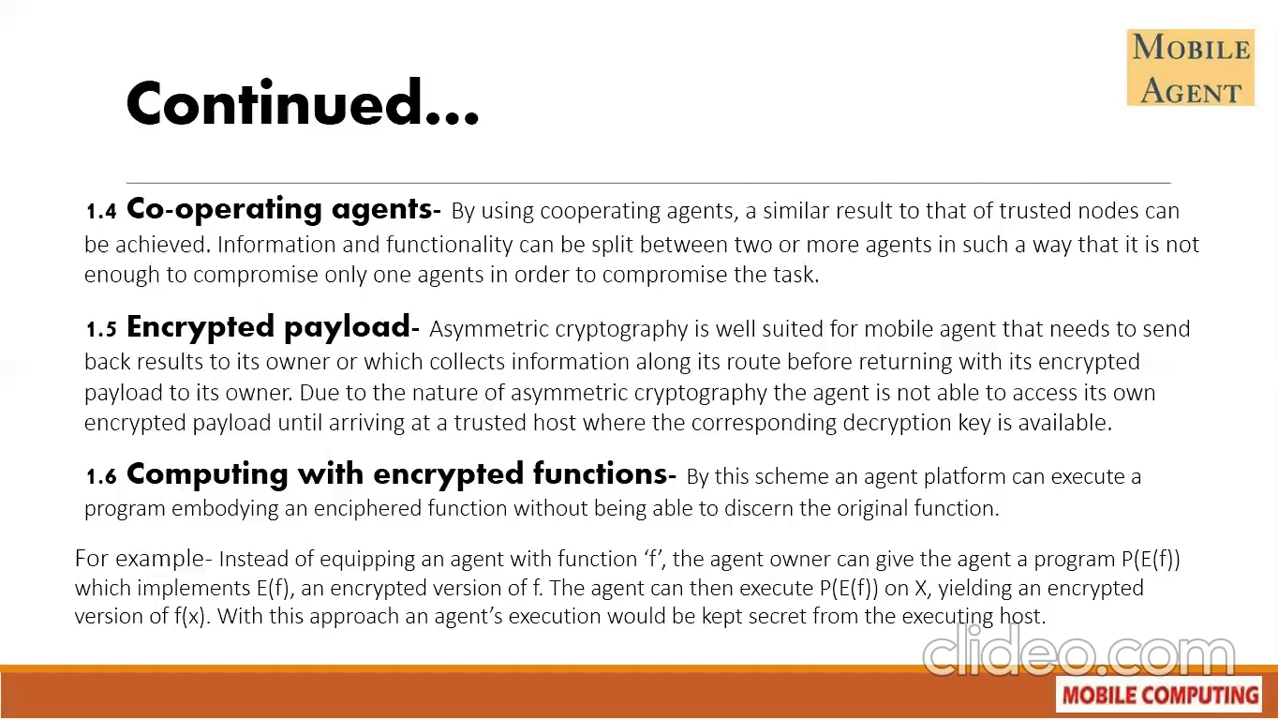 MOBILE
AGENT
Continued...
1.4 Co-operating agents- By using cooperating agents, a similar result to that of trusted nodes can
be achieved. Information and functionality can be split between two or more agents in such a way that it is not
enough to compromise only one agents in order to compromise the task.
1.5 Encrypted payload- Asymmetric cryptography is well suited for mobile agent that needs to send
back results to its owner or which collects information along its route before returning with its encrypted
payload to its owner. Due to the nature of asymmetric cryptography the agent is not able to access its own
encrypted payload until arriving at a trusted host where the corresponding decryption key is available.
1.6 Computing with encrypted functions- By this scheme an agent platform can execute a
program embodying an enciphered function without being able to discern the original function.
For example- Instead of equipping an agent with function ‘f’, the agent owner can give the agent a program P(E(f))
which implements E(f), an encrypted version of f. The agent can then execute P(E(f)) on X, yielding an encrypted
version of f(x). With this approach an agent’s execution would be kept secret from the executing host.
clideo.com
MOBILE COMPUTING